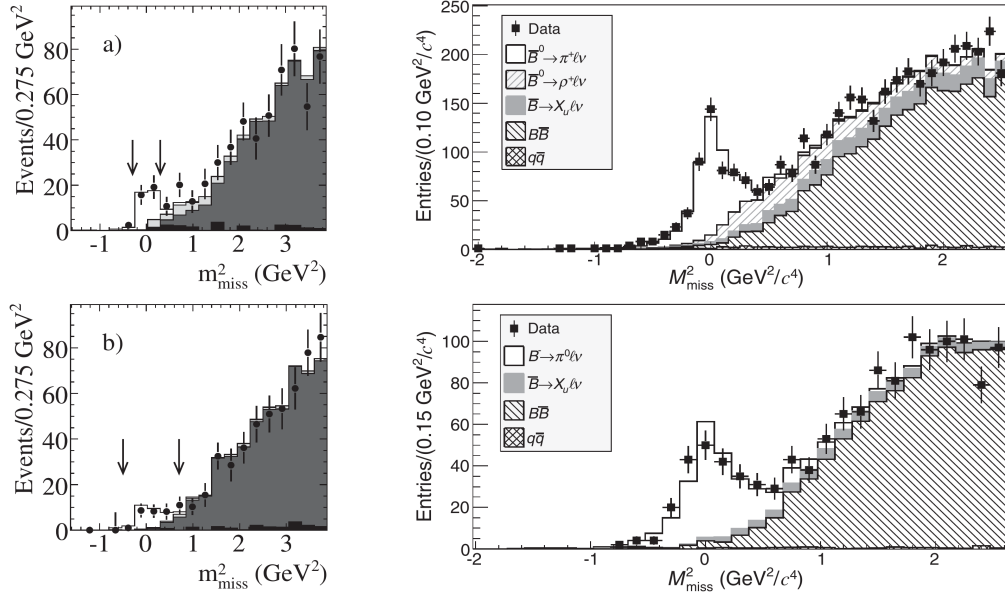 a)
Events/0.275 GeV²
80
60
40
20
0
-1 0 1 2 3
m²miss (GeV²)
Entries/(0.10 GeV²/c⁴)
250
200
150
100
50
0
Data
B̅⁰→π⁺ℓν
B̅⁰→ρ⁺ℓν
B̅→Xᵤℓν
BB̅
qq̅
-2 -1 0 1 2
M²miss (GeV²/c⁴)
b)
Events/0.275 GeV²
80
60
40
20
0
-1 0 1 2 3
m²miss (GeV²)
Entries/(0.15 GeV²/c⁴)
100
80
60
40
20
0
Data
B→π⁰ℓν
B̅→Xᵤℓν
BB̅
qq̅
-2 -1 0 1 2
M²miss (GeV²/c⁴)